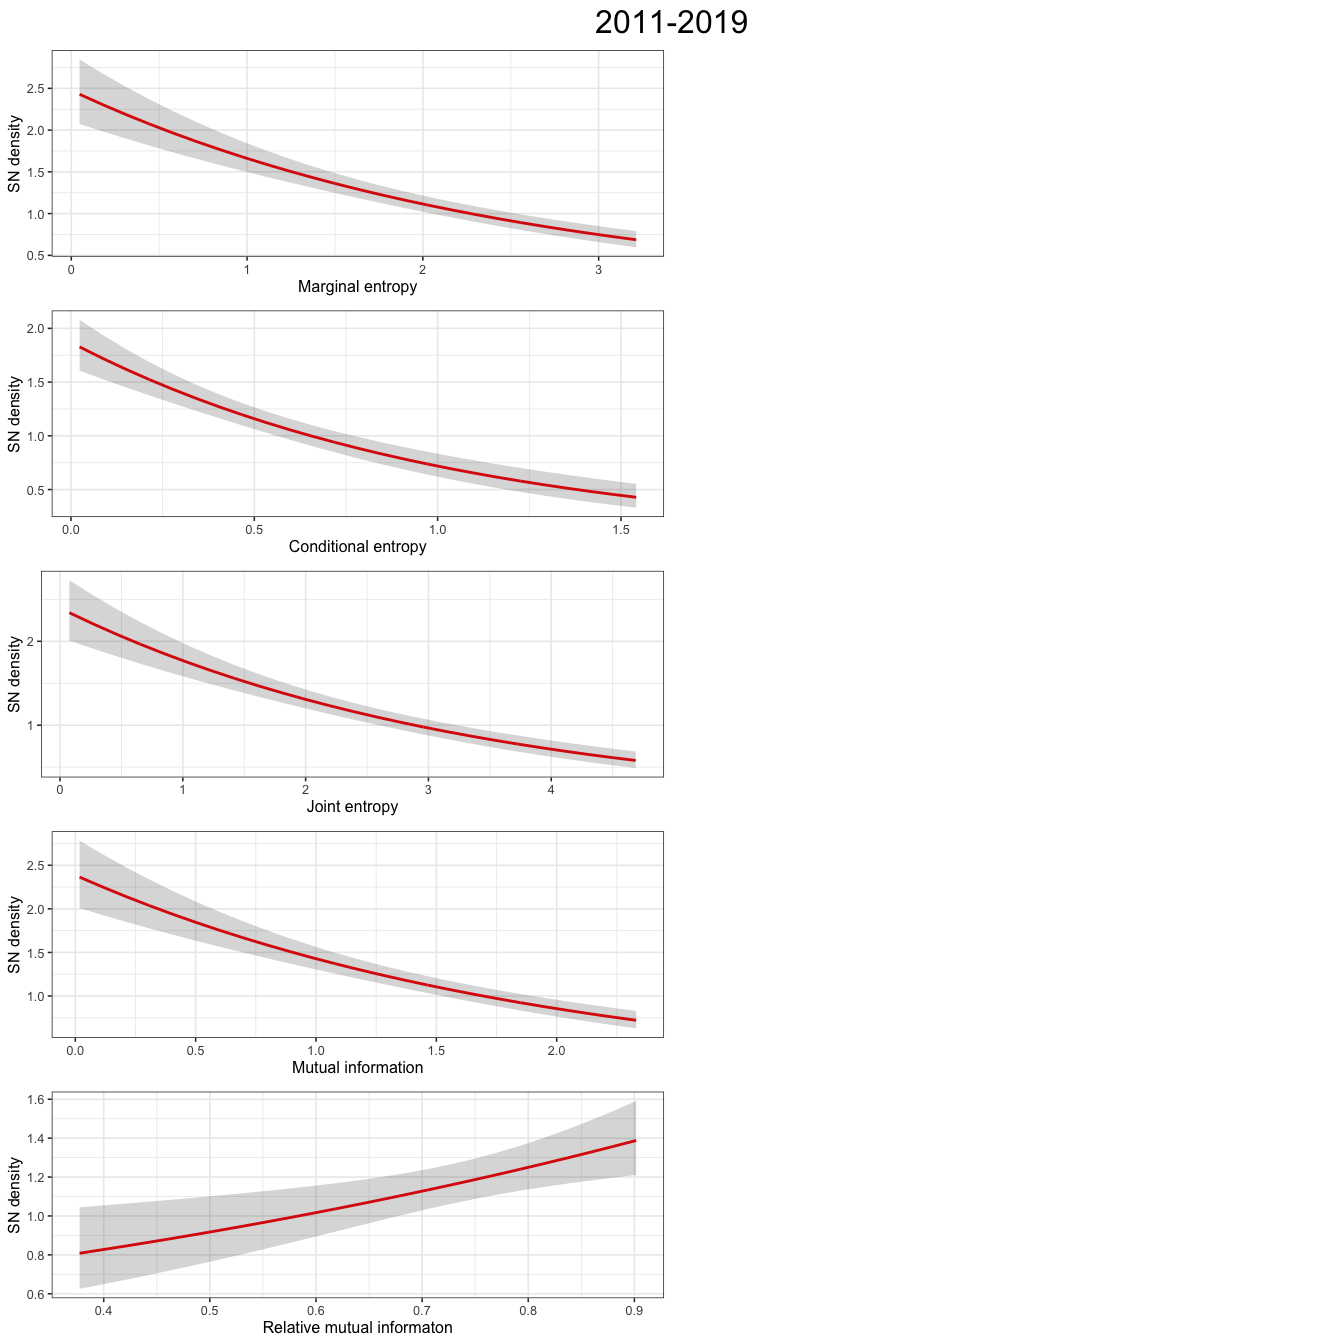 2011-2019
SN density
2.5
2.0
1.5
1.0
0.5
0 1 2 3
Marginal entropy
SN density
2.0
1.5
1.0
0.5
0.0 0.5 1.0 1.5
Conditional entropy
SN density
2
1
0 1 2 3 4
Joint entropy
SN density
2.5
2.0
1.5
1.0
0.0 0.5 1.0 1.5 2.0
Mutual information
SN density
1.6
1.4
1.2
1.0
0.8
0.6
0.4 0.5 0.6 0.7 0.8 0.9
Relative mutual informaton